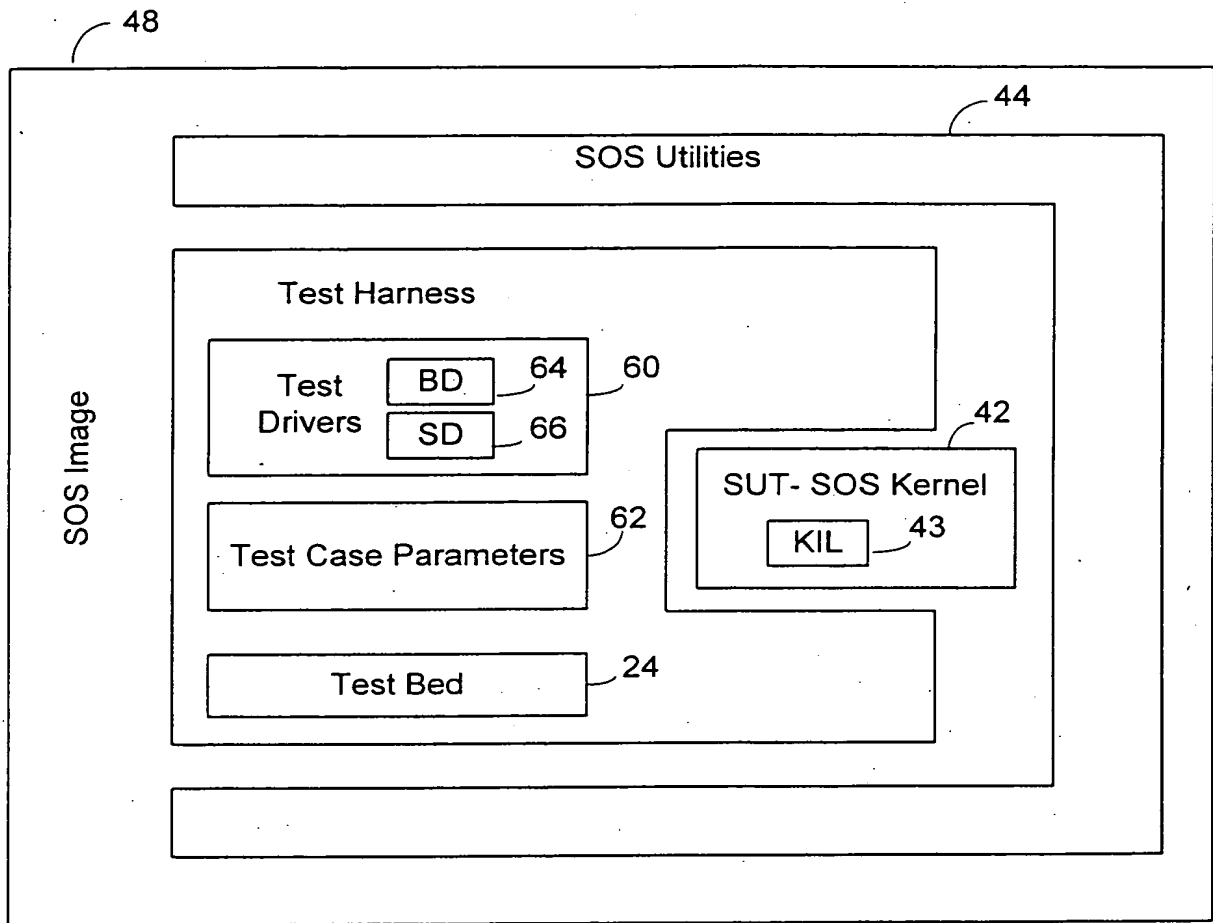 48
44
SOS Utilities
Test Harness
Test
Drivers
BD
64
60
SD
66
42
SUT- SOS Kernel
KIL
43
62
Test Case Parameters
Test Bed
24
SOS Image